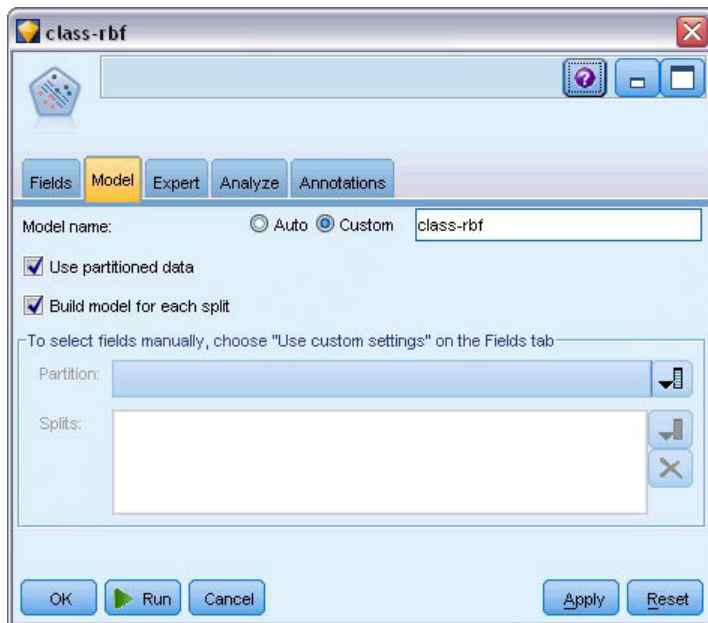 class-rbf
?
Fields Model Expert Analyze Annotations
Model name: Auto Custom class-rbf
Use partitioned data
Build model for each split
To select fields manually, choose "Use custom settings" on the Fields tab
Partition:
Splits:
OK Run Cancel Apply Reset